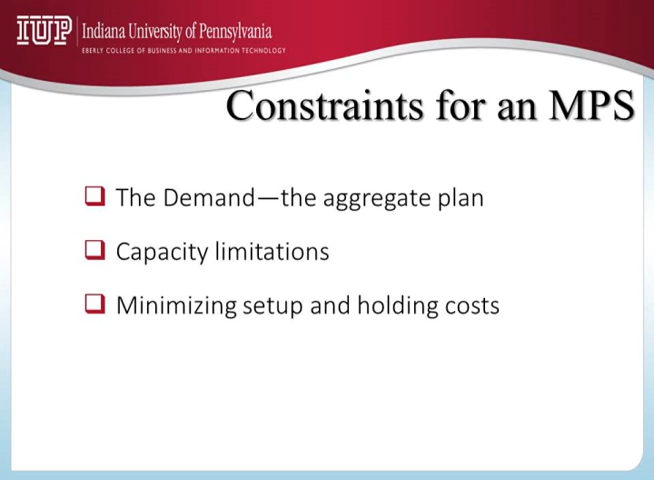 IUP
Indiana University of Pennsylvania
EBERLY COLLEGE OF BUSINESS AND INFORMATION TECHNOLOGY
Constraints for an MPS
The Demand—the aggregate plan
Capacity limitations
Minimizing setup and holding costs